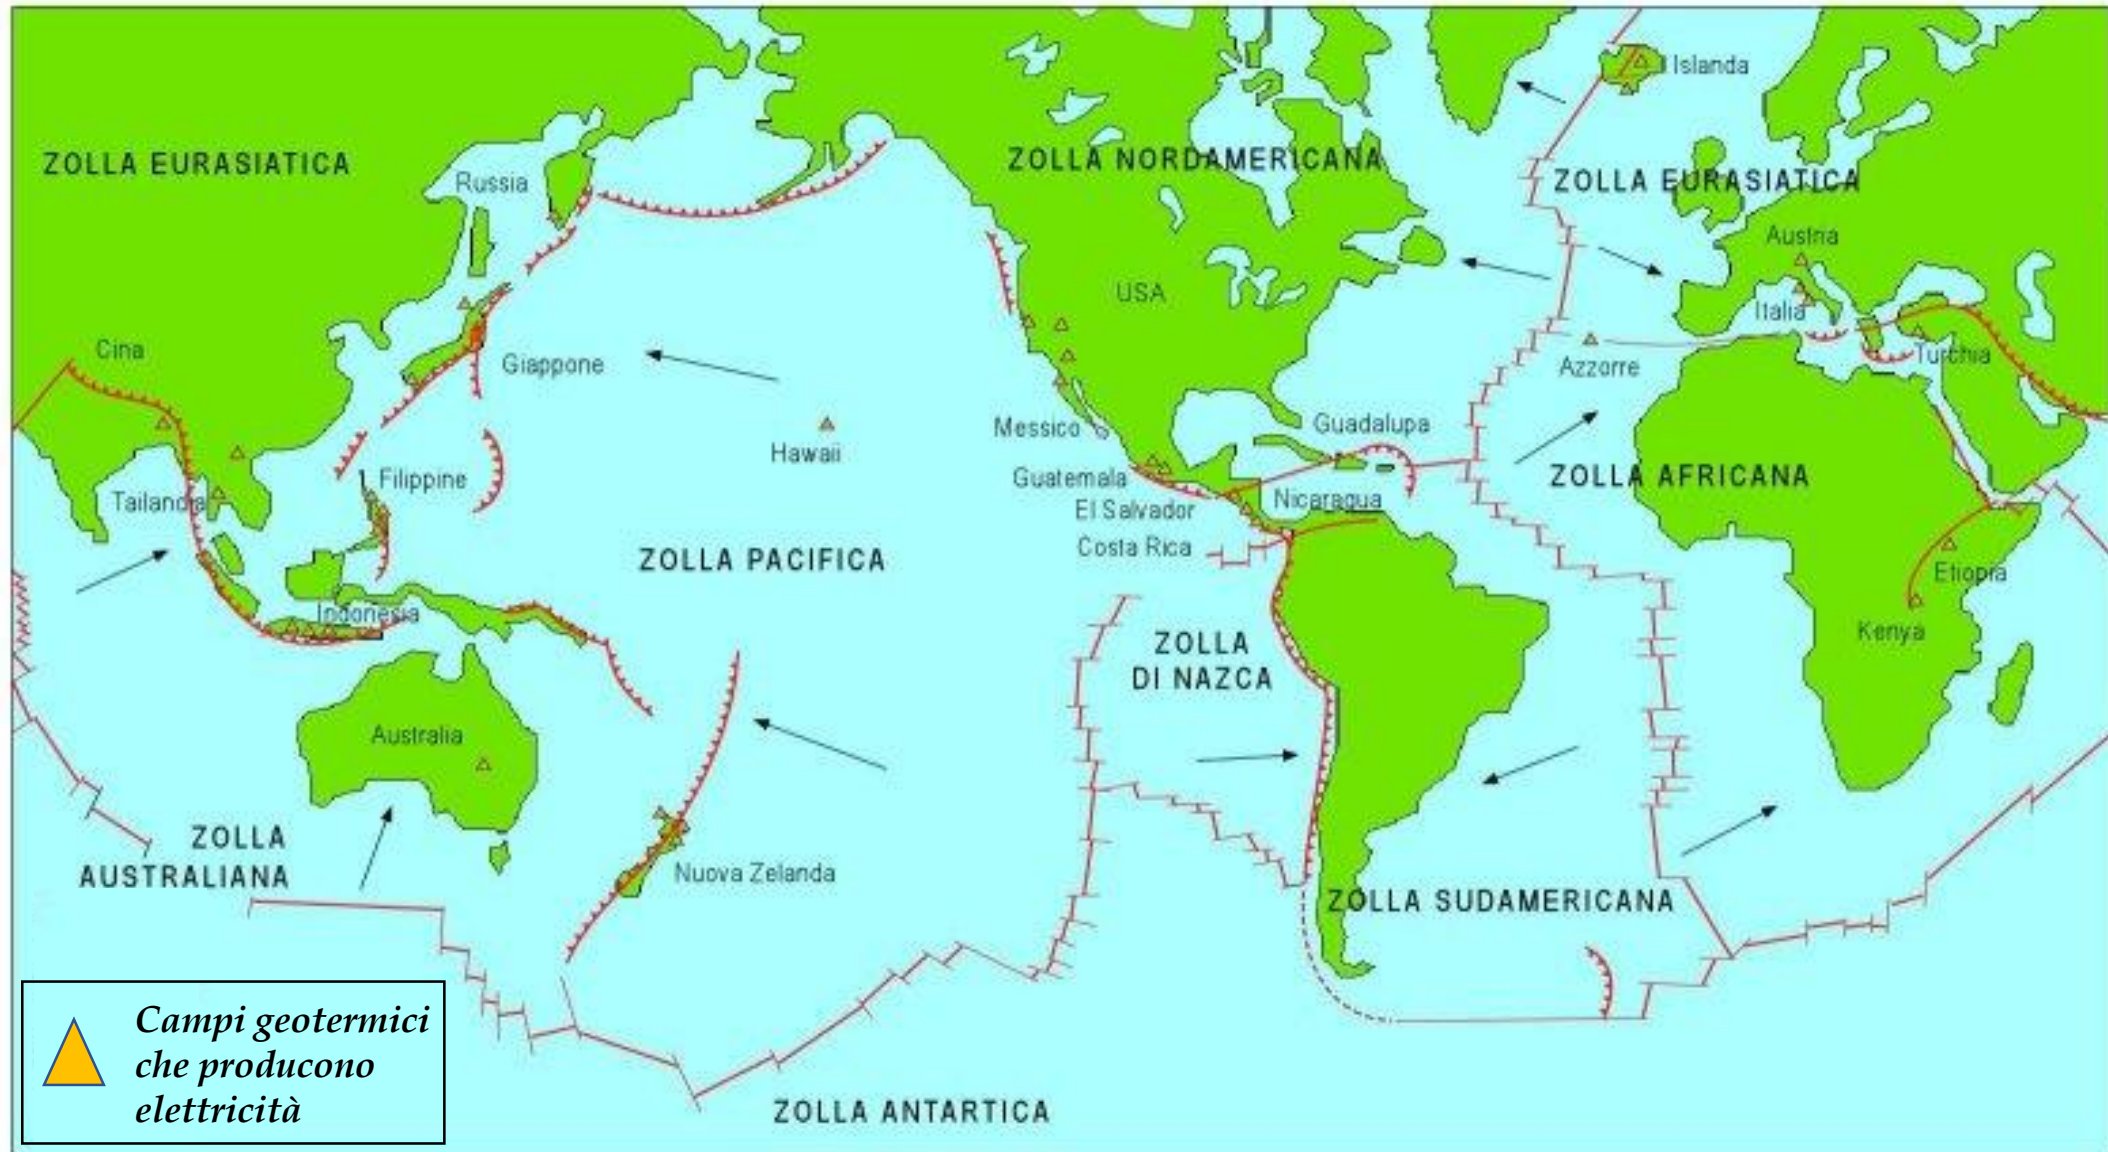 Islanda
ZOLLA EURASIATICA
ZOLLA NORDAMERICANA
Russia
ZOLLA EURASIATICA
Austria
USA
Italia
Cina
Giappone
Azzorre
Turchia
Messico
Guadalupa
Hawaii
Filippine
Guatemala
ZOLLA AFRICANA
Tailandia
Nicaragua
El Salvador
Costa Rica
ZOLLA PACIFICA
Etiopia
Indonesia
Kenya
ZOLLA
DI NAZCA
Australia
ZOLLA
AUSTRALIANA
Nuova Zelanda
ZOLLA SUDAMERICANA
Campi geotermici
che producono
elettricità
ZOLLA ANTARTICA